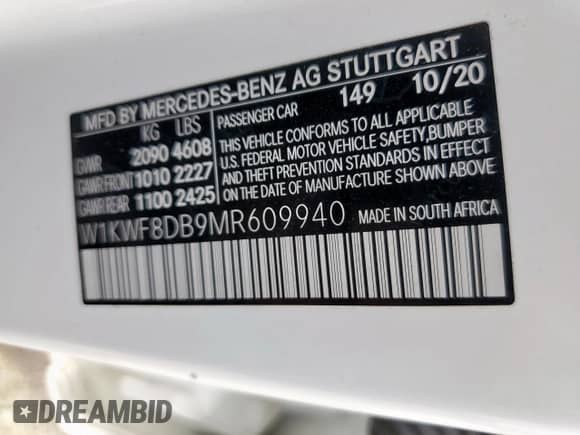 MFD BY MERCEDES-BENZ AG STUTTGART
KG LBS PASSENGER CAR 149 10/20
GVWR 2090 4608
GAWR FRONT 1010 2227
GAWR REAR 1100 2425
THIS VEHICLE CONFORMS TO ALL APPLICABLE
U.S. FEDERAL MOTOR VEHICLE SAFETY, BUMPER
AND THEFT PREVENTION STANDARDS IN EFFECT
ON THE DATE OF MANUFACTURE SHOWN ABOVE.
W1KWF8DB9MR609940 MADE IN SOUTH AFRICA
DREAMBID